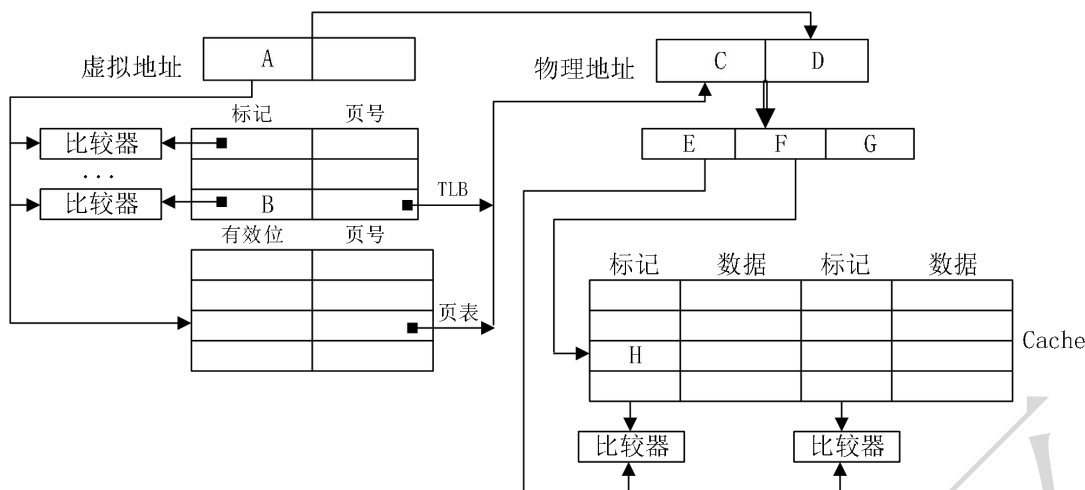 虚拟地址 A
物理地址 C D
标记 页号
比较器
E F G
...
比较器 B TLB
有效位 页号
标记 数据 标记 数据
页表
Cache
H
比较器 比较器